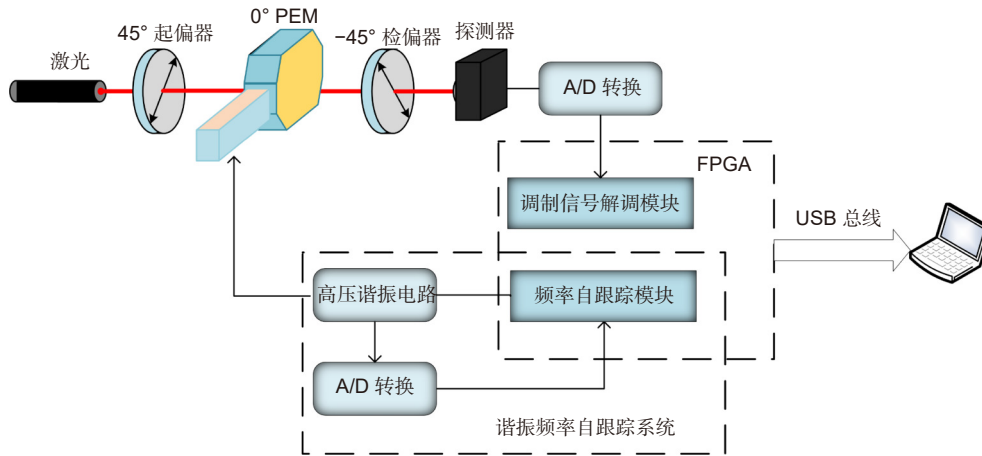 0° PEM
45° 起偏器
−45° 检偏器
探测器
激光
A/D 转换
FPGA
调制信号解调模块
USB 总线
高压谐振电路
频率自跟踪模块
A/D 转换
谐振频率自跟踪系统